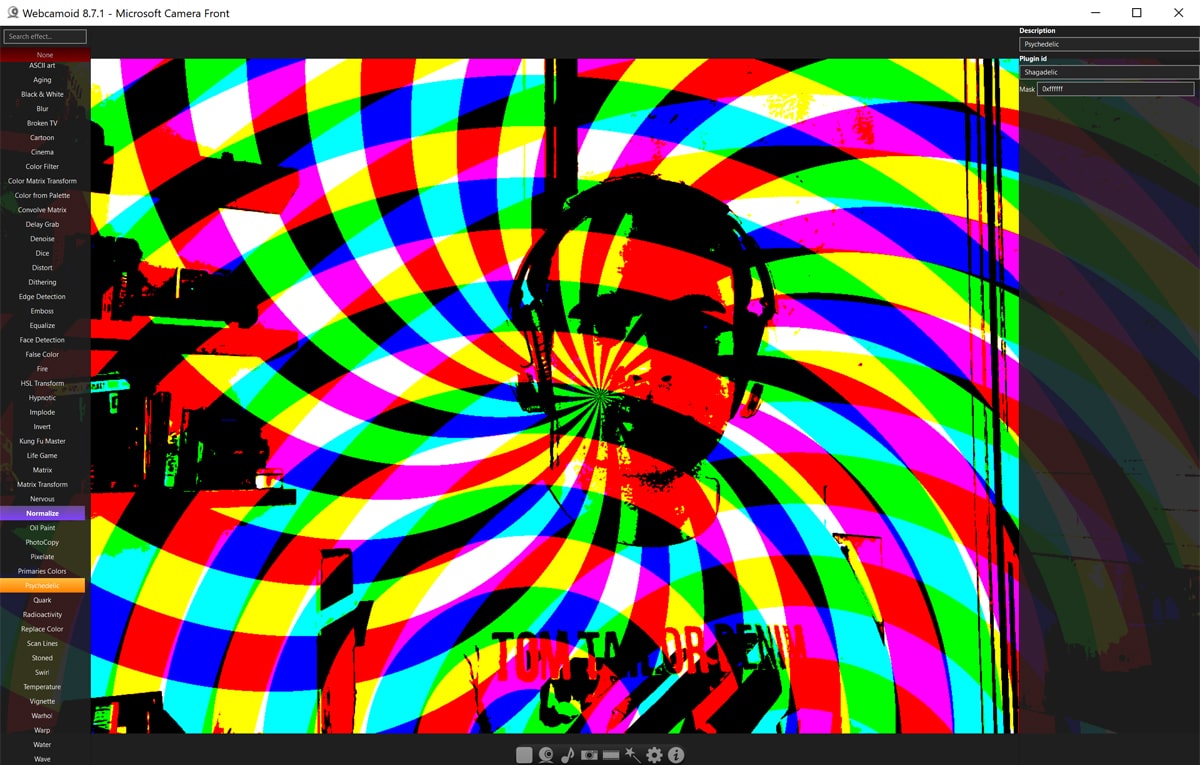 Webcamoid 8.7.1 - Microsoft Camera Front
Search effect...
None
ASCII art
Aging
Black & White
Blur
Broken TV
Cartoon
Cinema
Color Filter
Color Matrix Transform
Color from Palette
Convolve Matrix
Delay Grab
Denoise
Dice
Distort
Dithering
Edge Detection
Emboss
Equalize
Face Detection
False Color
Fire
HSL Transform
Hypnotic
Implode
Invert
Kung Fu Master
Life Game
Matrix
Matrix Transform
Nervous
Normalize
Oil Paint
PhotoCopy
Pixelate
Primaries Colors
Psychedelic
Quark
Radioactivity
Replace Color
Scan Lines
Stoned
Swirl
Temperature
Vignette
Warhol
Warp
Water
Wave
TOM TAILOR DENIM
Description
Psychedelic
Plugin id
Shagadelic
Mask 0xffffff